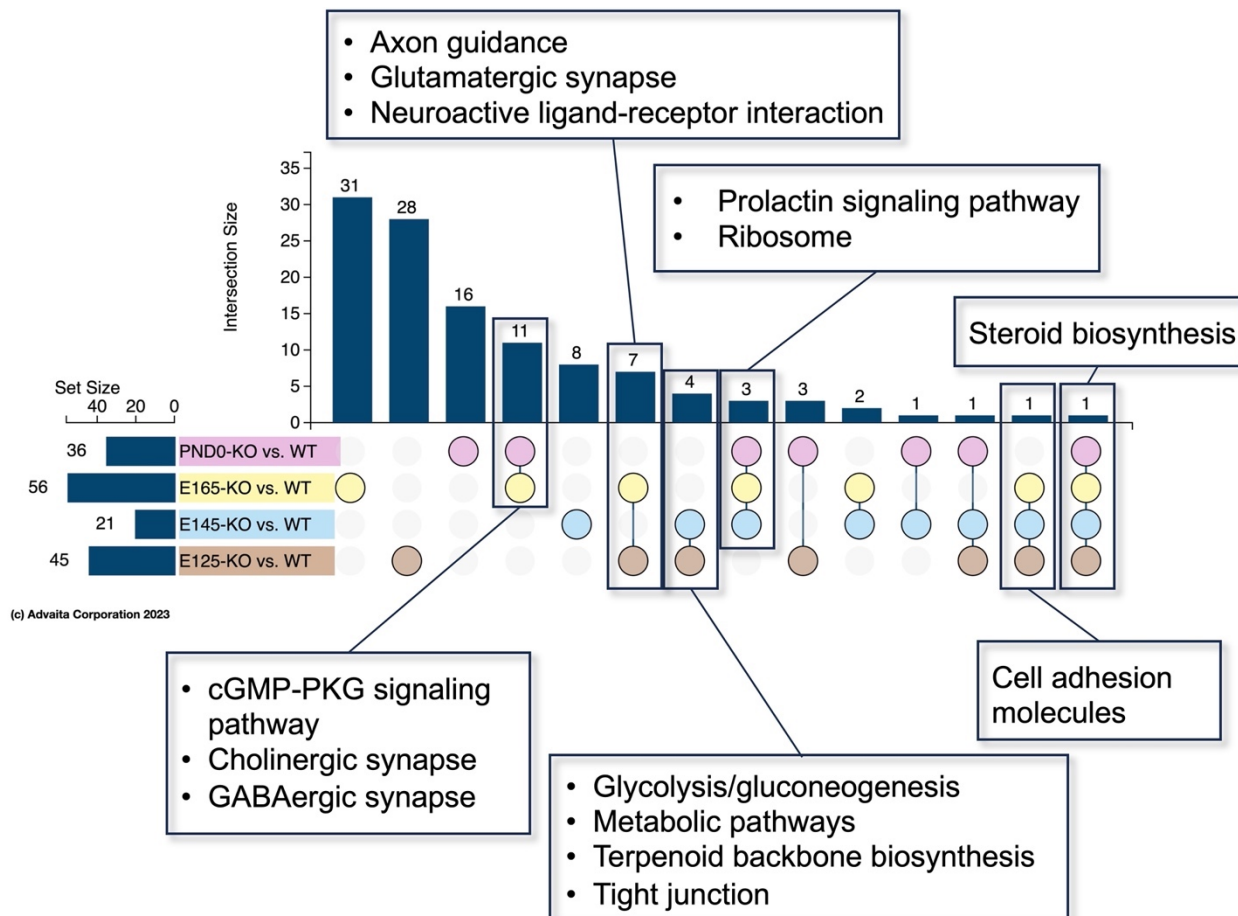 • Axon guidance
• Glutamatergic synapse
• Neuroactive ligand-receptor interaction
• Prolactin signaling pathway
• Ribosome
Steroid biosynthesis
Intersection Size
35
30
25
20
15
10
5
0
31
28
16
11
8
7
4
3
3
2
1
1
1
1
Set Size
40 20 0
36 PND0-KO vs. WT
56 E165-KO vs. WT
21 E145-KO vs. WT
45 E125-KO vs. WT
(c) Advaita Corporation 2023
• cGMP-PKG signaling
pathway
• Cholinergic synapse
• GABAergic synapse
Cell adhesion
molecules
• Glycolysis/gluconeogenesis
• Metabolic pathways
• Terpenoid backbone biosynthesis
• Tight junction